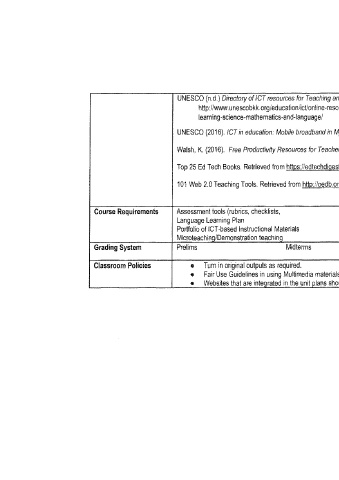 UNESCO (n.d.) Directory of ICT resources for Teaching an
http://www.unescobkk.org/education/ict/online-reso
learning-science-mathematics-and-language/
UNESCO (2016). ICT in education: Mobile broadband in M
Walsh, K. (2016). Free Productivity Resources for Teache
Top 25 Ed Tech Books. Retrieved from https://edtechdigest
101 Web 2.0 Teaching Tools. Retrieved from http://oedb.or
Course Requirements Assessment tools (rubrics, checklists,
Language Learning Plan
Portfolio of ICT-based Instructional Materials
Microteaching/Demonstration teaching
Grading System Prelims Midterms
Classroom Policies • Turn in original outputs as required.
• Fair Use Guidelines in using Multimedia materials
• Websites that are integrated in the unit plans sho